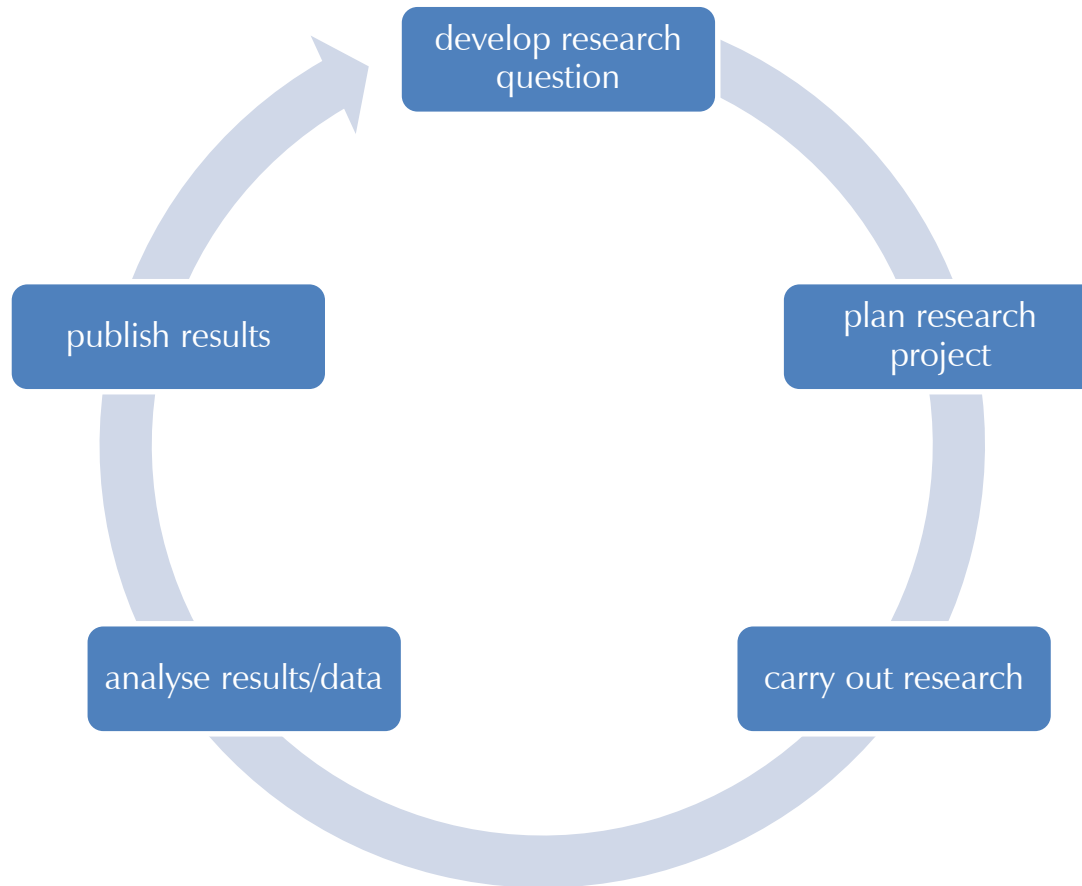 develop research
question
plan research
project
carry out research
analyse results/data
publish results